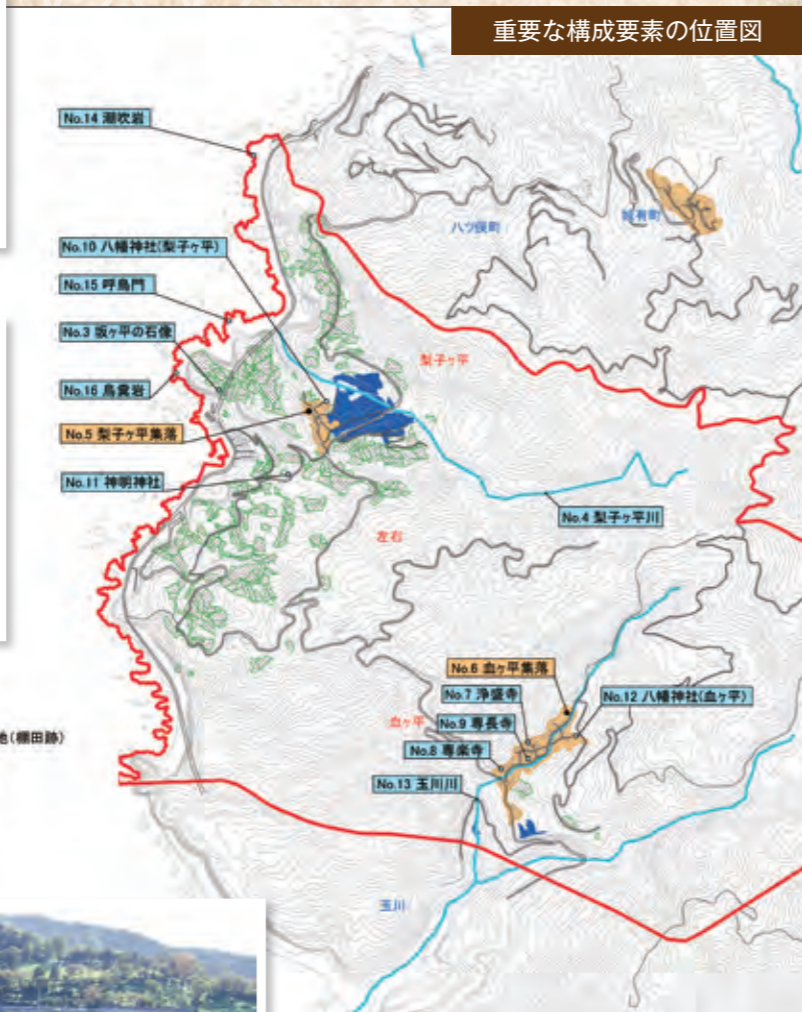 重要な構成要素の位置図
No.14 潮吹岩
八ツ俣町
No.10 八幡神社(梨子ヶ平)
No.15 呼鳥門
No.3 坂ヶ平の石像
梨子ヶ平
No.16 鳥糞岩
No.5 梨子ヶ平集落
No.11 神明神社
No.4 梨子ヶ平川
左右
No.6 血ヶ平集落
No.7 浄盛寺
No.12 八幡神社(血ヶ平)
血ヶ平
No.9 専長寺
地(棚田跡)
No.8 専楽寺
No.13 玉川川
玉川